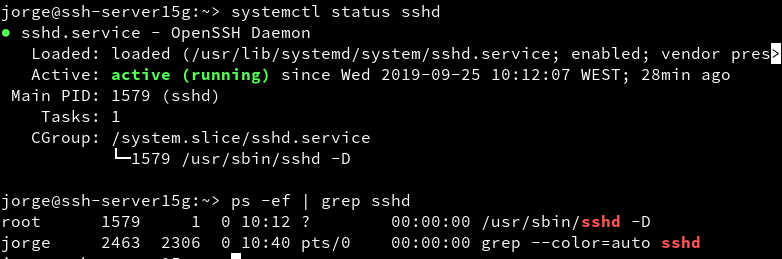 jorge@ssh-server15g:~> systemctl status sshd
● sshd.service - OpenSSH Daemon
   Loaded: loaded (/usr/lib/systemd/system/sshd.service; enabled; vendor pres>
   Active: active (running) since Wed 2019-09-25 10:12:07 WEST; 28min ago
 Main PID: 1579 (sshd)
    Tasks: 1
   CGroup: /system.slice/sshd.service
           └─1579 /usr/sbin/sshd -D
jorge@ssh-server15g:~> ps -ef | grep sshd
root      1579     1  0 10:12 ?        00:00:00 /usr/sbin/sshd -D
jorge     2463  2306  0 10:40 pts/0    00:00:00 grep --color=auto sshd